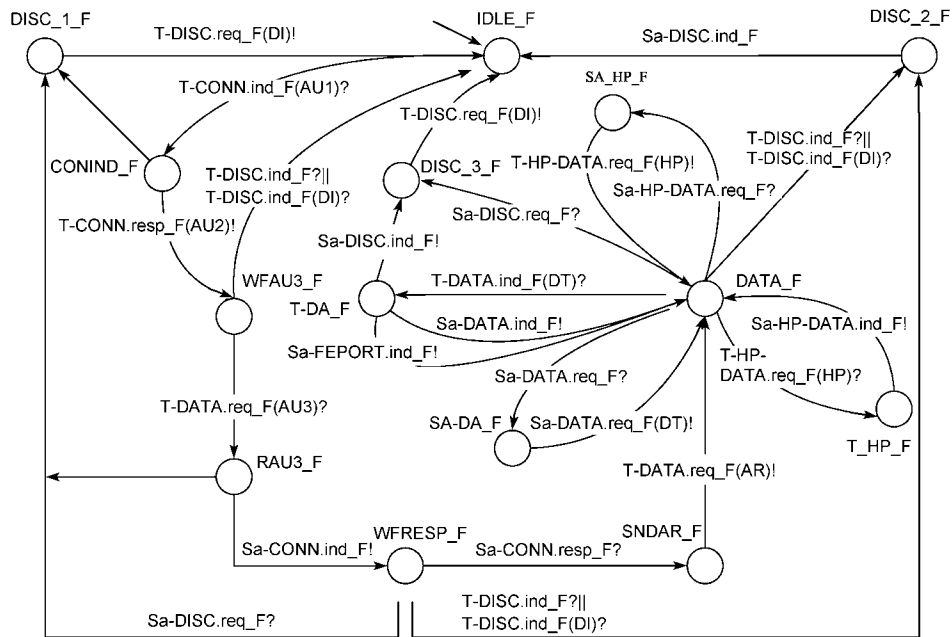 DISC_1_F
IDLE_F
DISC_2_F
T-DISC.req_F(DI)!
Sa-DISC.ind_F
T-CONN.ind_F(AU1)?
SA_HP_F
T-DISC.req_F(DI)!
CONIND_F
T-DISC.ind_F?||
T-DISC.ind_F(DI)?
DISC_3_F
T-HP-DATA.req_F(HP)!
T-DISC.ind_F?||
T-DISC.ind_F(DI)?
Sa-HP-DATA.req_F?
T-CONN.resp_F(AU2)!
Sa-DISC.req_F?
Sa-DISC.ind_F!
WFAU3_F
T-DATA.ind_F(DT)?
DATA_F
T-DA_F
Sa-DATA.ind_F!
Sa-HP-DATA.ind_F!
Sa-FEPORT.ind_F!
T-HP-
DATA.req_F(HP)?
Sa-DATA.req_F?
T-DATA.req_F(AU3)?
SA-DA_F
Sa-DATA.req_F(DT)!
T_HP_F
RAU3_F
T-DATA.req_F(AR)!
WFRESP_F
SNDAR_F
Sa-CONN.ind_F!
Sa-CONN.resp_F?
Sa-DISC.req_F?
T-DISC.ind_F?||
T-DISC.ind_F(DI)?